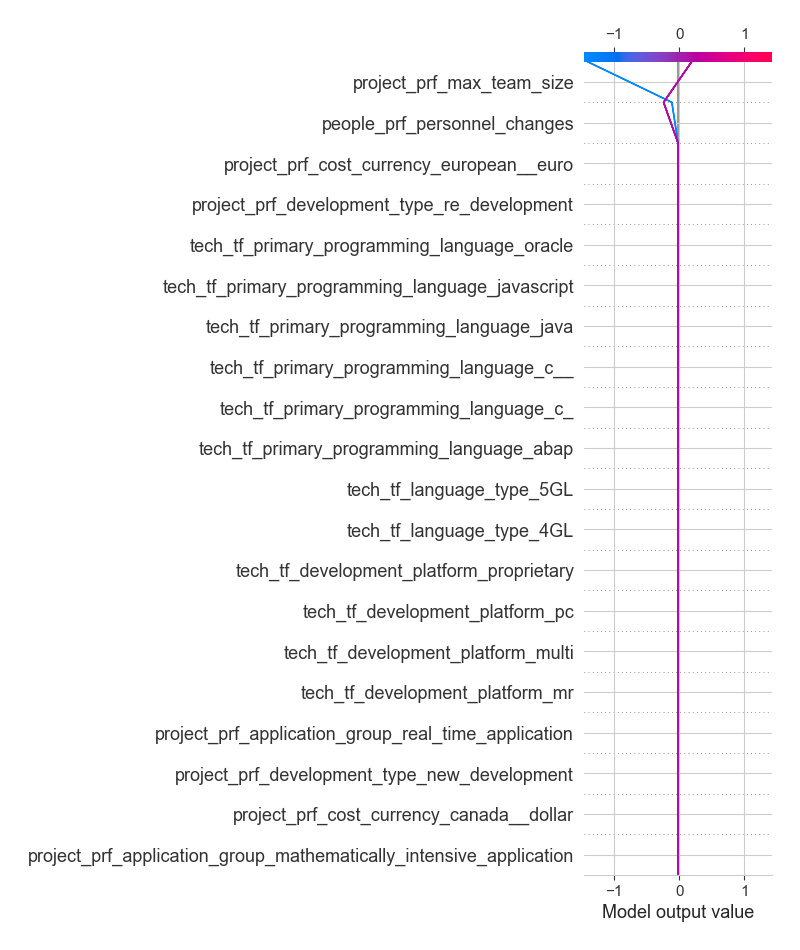 −1 0 1
project_prf_max_team_size
people_prf_personnel_changes
project_prf_cost_currency_european__euro
project_prf_development_type_re_development
tech_tf_primary_programming_language_oracle
tech_tf_primary_programming_language_javascript
tech_tf_primary_programming_language_java
tech_tf_primary_programming_language_c__
tech_tf_primary_programming_language_c_
tech_tf_primary_programming_language_abap
tech_tf_language_type_5GL
tech_tf_language_type_4GL
tech_tf_development_platform_proprietary
tech_tf_development_platform_pc
tech_tf_development_platform_multi
tech_tf_development_platform_mr
project_prf_application_group_real_time_application
project_prf_development_type_new_development
project_prf_cost_currency_canada__dollar
project_prf_application_group_mathematically_intensive_application
−1 0 1
Model output value